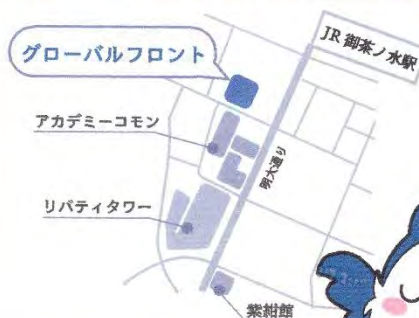 JR 御茶ノ水駅
グローバルフロント
アカデミーコモン
明大通り
リバティタワー
紫紺館